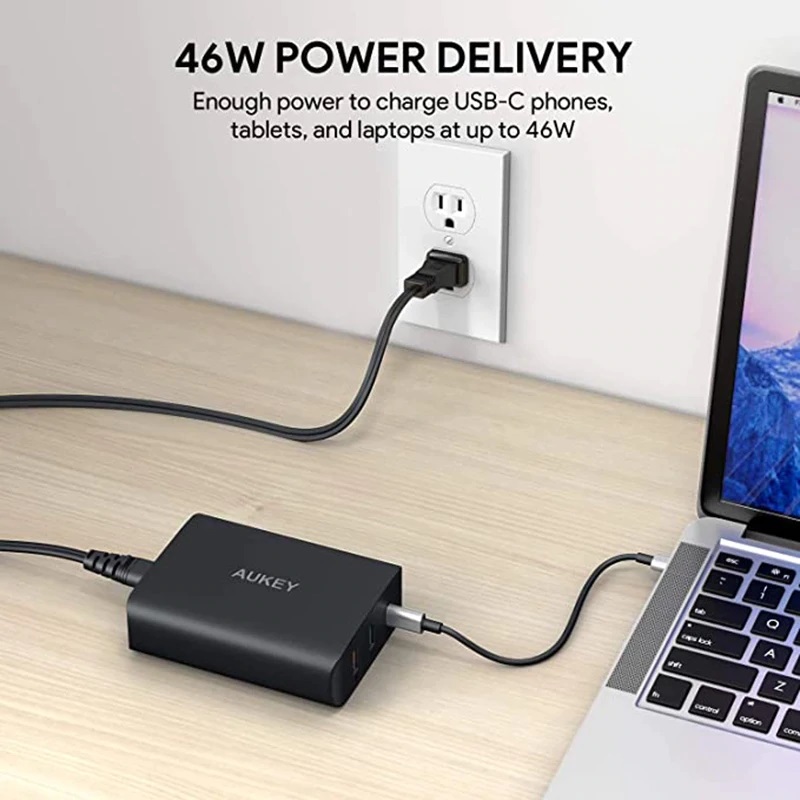 46W POWER DELIVERY
Enough power to charge USB-C phones,
tablets, and laptops at up to 46W
AUKEY
esc
tab
Q
caps lock
A
shift
Z
fn
control
option